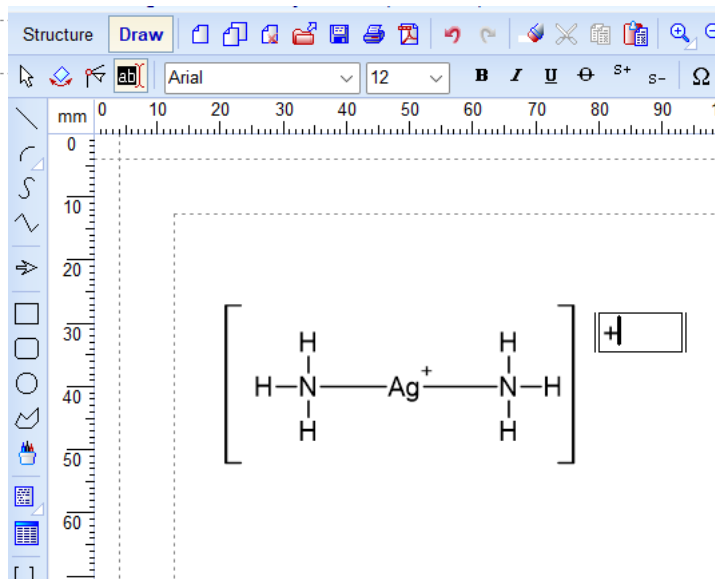 Structure Draw
ab Arial 12 B I U O S+ S- Ω
mm 0 10 20 30 40 50 60 70 80 90
0
10
20
30
40
50
60
H H
H N Ag + N H
H H
+